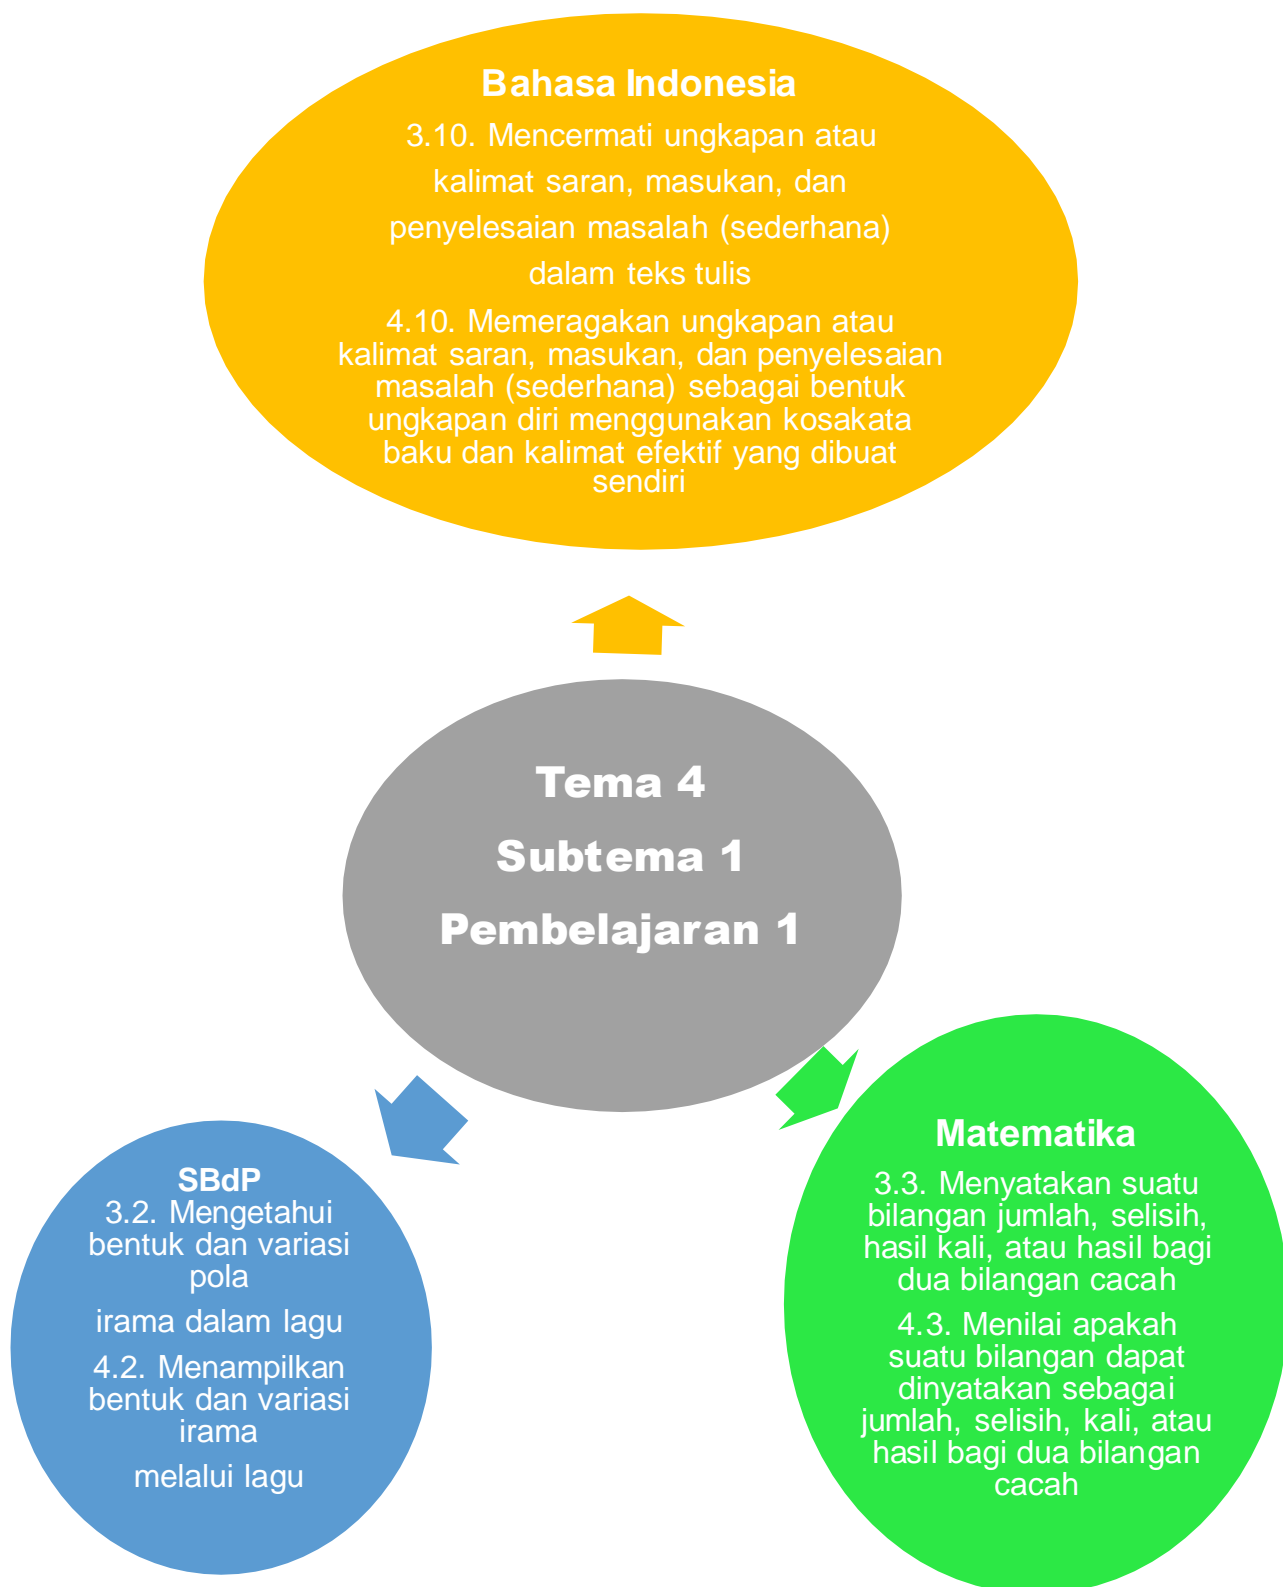 Bahasa Indonesia
3.10. Mencermati ungkapan atau
kalimat saran, masukan, dan
penyelesaian masalah (sederhana)
dalam teks tulis
4.10. Memeragakan ungkapan atau
kalimat saran, masukan, dan penyelesaian
masalah (sederhana) sebagai bentuk
ungkapan diri menggunakan kosakata
baku dan kalimat efektif yang dibuat
sendiri
Tema 4
Subtema 1
Pembelajaran 1
SBdP
3.2. Mengetahui
bentuk dan variasi
pola
irama dalam lagu
4.2. Menampilkan
bentuk dan variasi
irama
melalui lagu
Matematika
3.3. Menyatakan suatu
bilangan jumlah, selisih,
hasil kali, atau hasil bagi
dua bilangan cacah
4.3. Menilai apakah
suatu bilangan dapat
dinyatakan sebagai
jumlah, selisih, kali, atau
hasil bagi dua bilangan
cacah